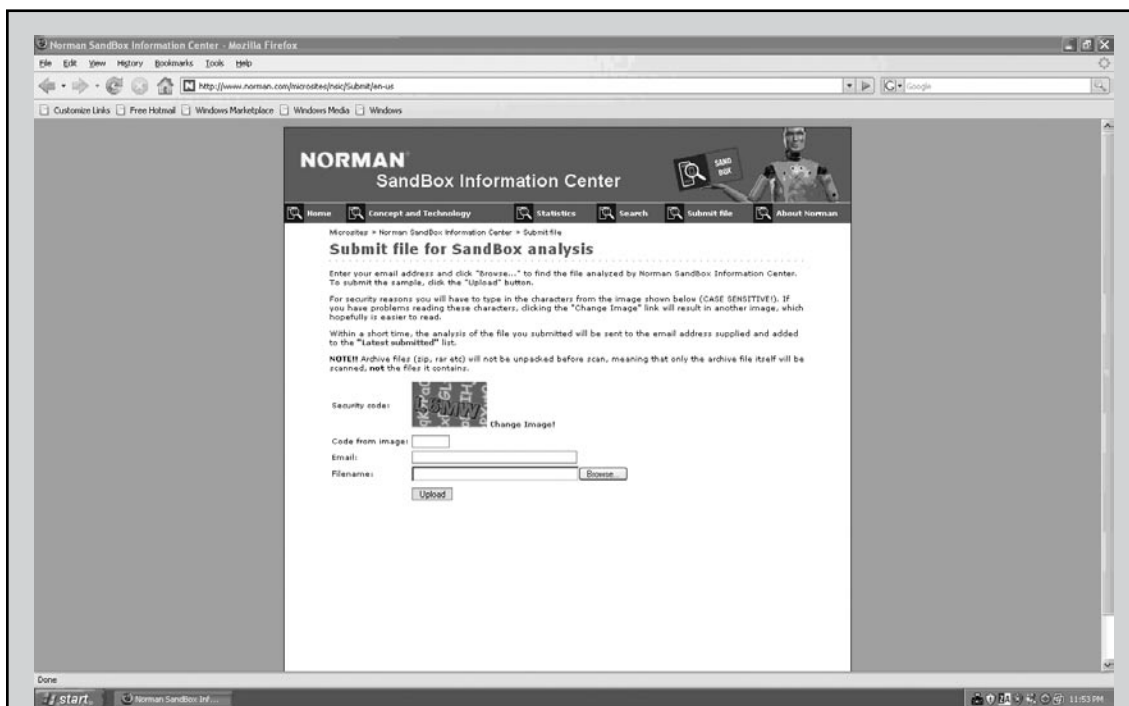 Norman SandBox Information Center - Mozilla Firefox
File Edit View History Bookmarks Tools Help
http://www.norman.com/microsites/nsic/Submit/en-us
Google
Customize Links Free Hotmail Windows Marketplace Windows Media Windows
NORMAN
SandBox Information Center
SAND BOX
Home Concept and Technology Statistics Search Submit file About Norman
Microsites > Norman SandBox Information Center > Submit file
Submit file for SandBox analysis
Enter your email address and click "Browse..." to find the file analyzed by Norman SandBox Information Center.
To submit the sample, click the "Upload" button.
For security reasons you will have to type in the characters from the image shown below (CASE SENSITIVE!). If
you have problems reading these characters, clicking the "Change Image" link will result in another image, which
hopefully is easier to read.
Within a short time, the analysis of the file you submitted will be sent to the email address supplied and added
to the "Latest submitted" list.
NOTE!! Archive files (zip, rar etc) will not be unpacked before scan, meaning that only the archive file itself will be
scanned, not the files it contains.
Security code:
Change Image!
Code from image:
Email:
Filename:
Browse...
Upload
Done
start
Norman SandBox Inf...
11:53 PM